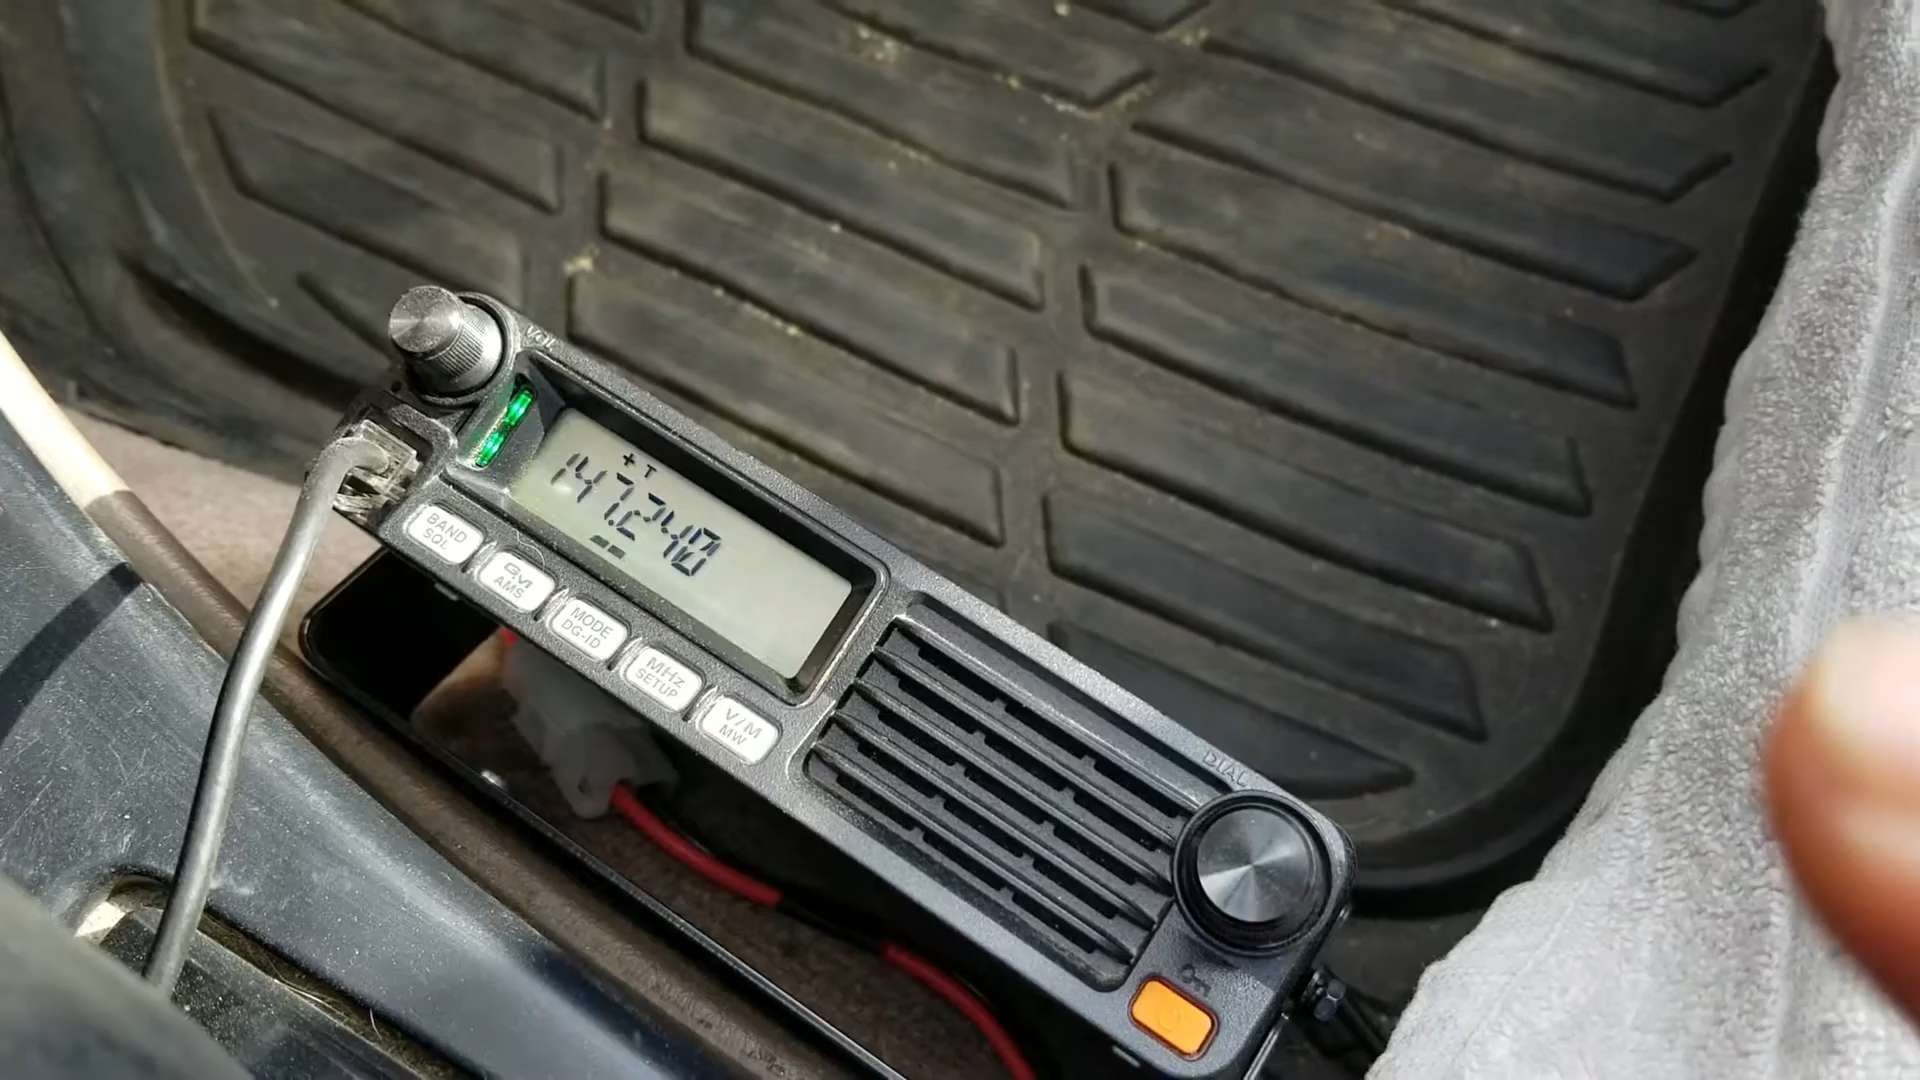 VOL
+ T
147.240
BAND
SQL
GM
AMS
MODE
DG-ID
MHz
SETUP
V/M
MW
DIAL